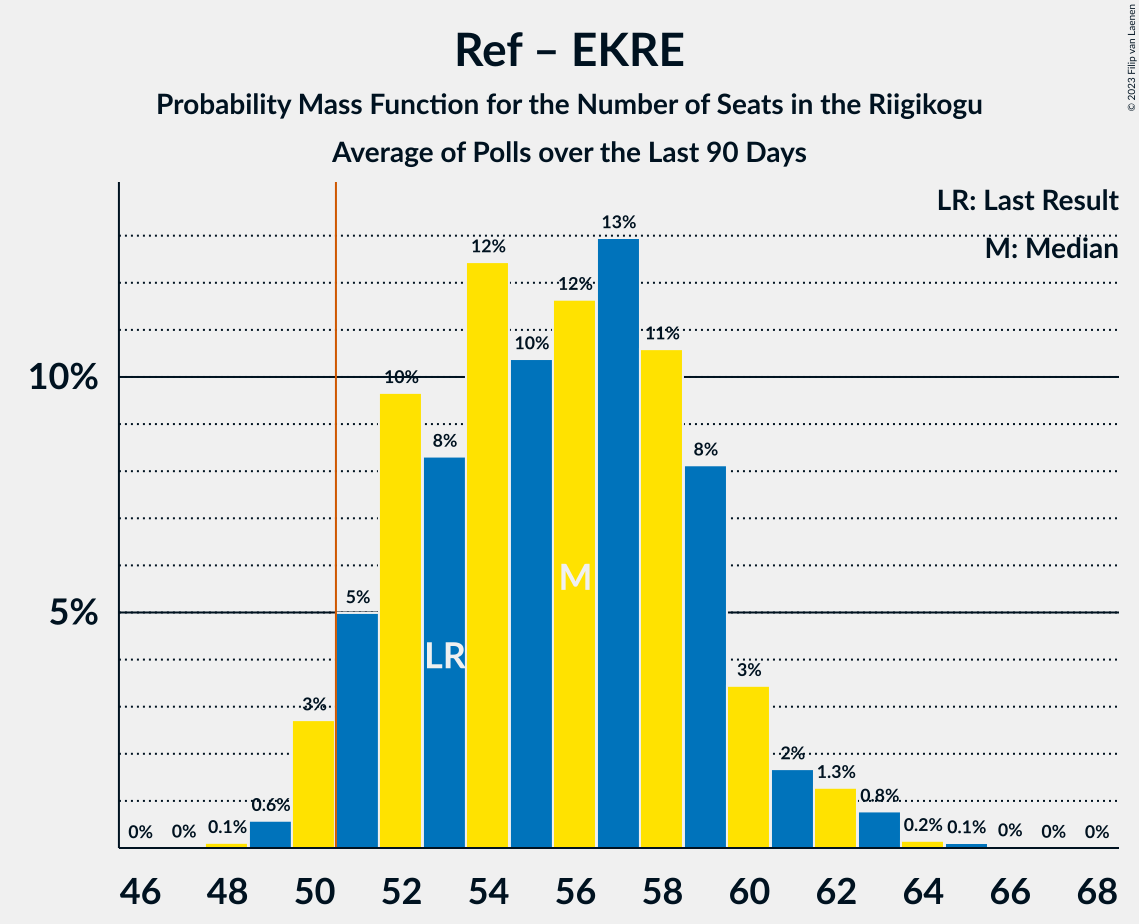 Ref – EKRE
Probability Mass Function for the Number of Seats in the Riigikogu
Average of Polls over the Last 90 Days
© 2023 Filip van Laenen
LR: Last Result
M: Median
10%
5%
0%
0%
0.1%
0.6%
3%
5%
10%
8%
12%
10%
12%
13%
11%
8%
3%
2%
1.3%
0.8%
0.2%
0.1%
0%
0%
0%
LR
M
46 48 50 52 54 56 58 60 62 64 66 68